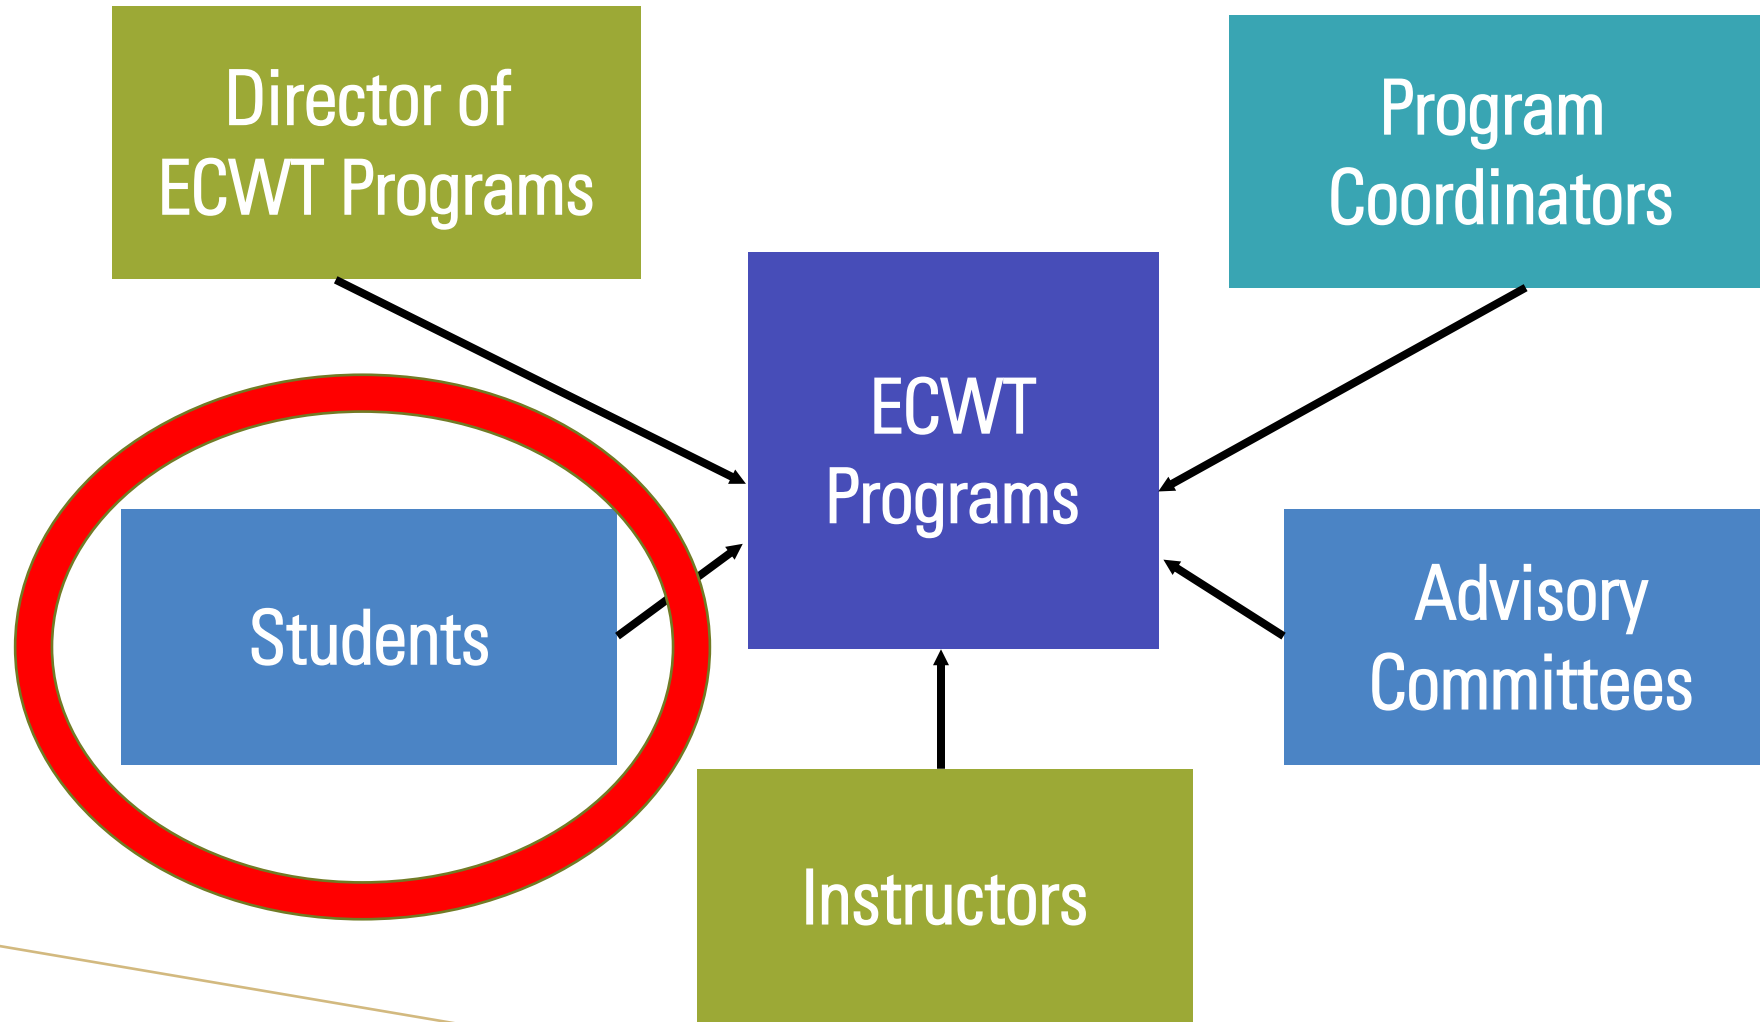 Director of
ECWT Programs
Program
Coordinators
ECWT
Programs
Students
Advisory
Committees
Instructors